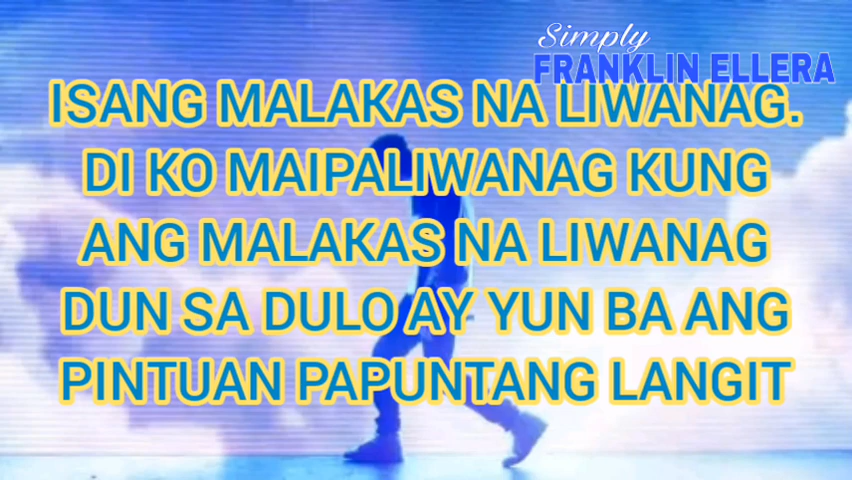 Simply
FRANKLIN ELLERA
ISANG MALAKAS NA LIWANAG.
DI KO MAIPALIWANAG KUNG
ANG MALAKAS NA LIWANAG
DUN SA DULO AY YUN BA ANG
PINTUAN PAPUNTANG LANGIT